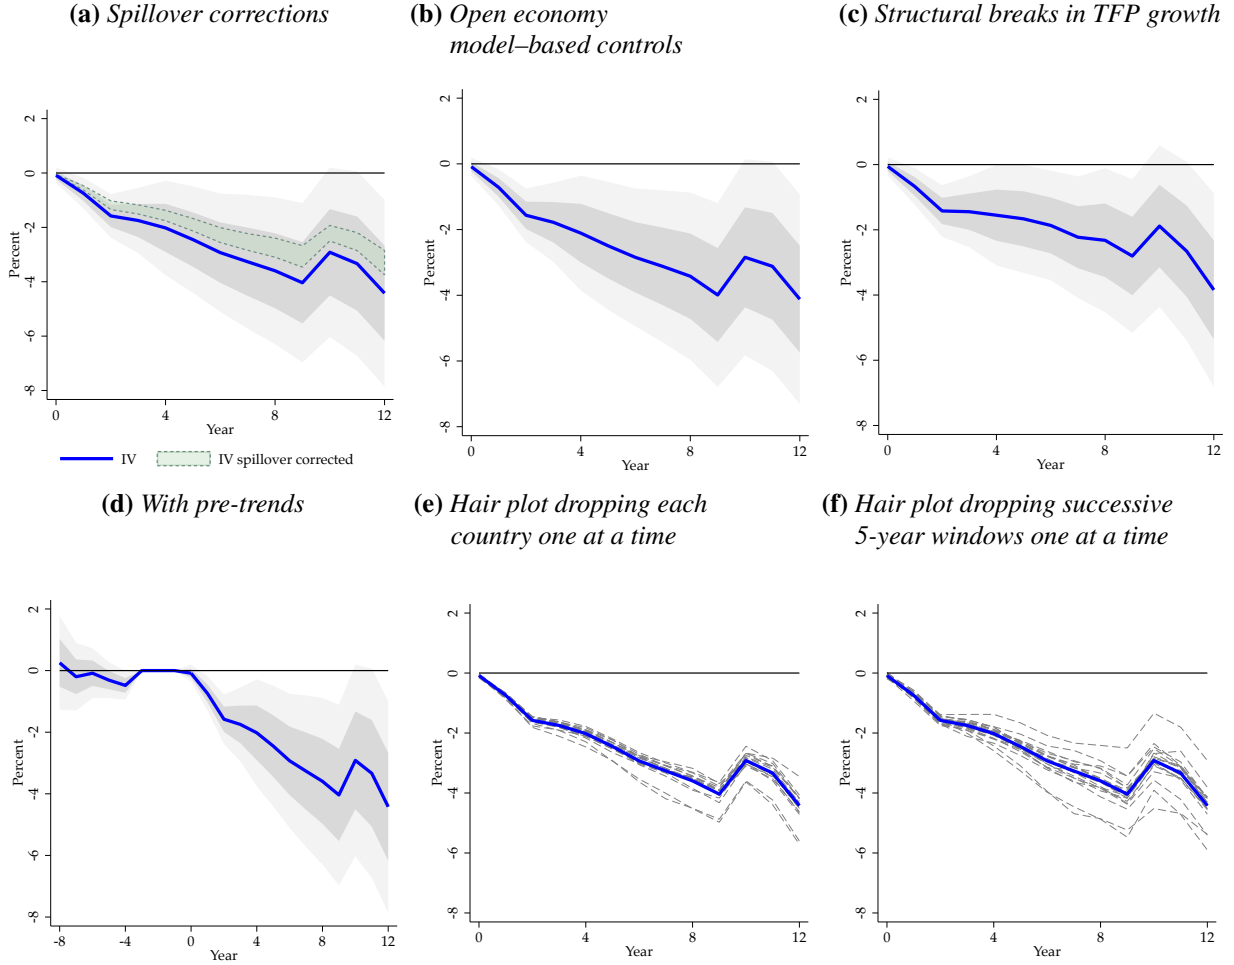 (a) Spillover corrections
2
0
-2
-4
-6
-8
Percent
0 4 8 12
Year
IV IV spillover corrected
(b) Open economy
model–based controls
2
0
-2
-4
-6
-8
Percent
0 4 8 12
Year
(c) Structural breaks in TFP growth
2
0
-2
-4
-6
-8
Percent
0 4 8 12
Year
(d) With pre-trends
2
0
-2
-4
-6
-8
Percent
-8 -4 0 4 8 12
Year
(e) Hair plot dropping each
country one at a time
2
0
-2
-4
-6
-8
Percent
0 4 8 12
Year
(f) Hair plot dropping successive
5-year windows one at a time
2
0
-2
-4
-6
-8
Percent
0 4 8 12
Year